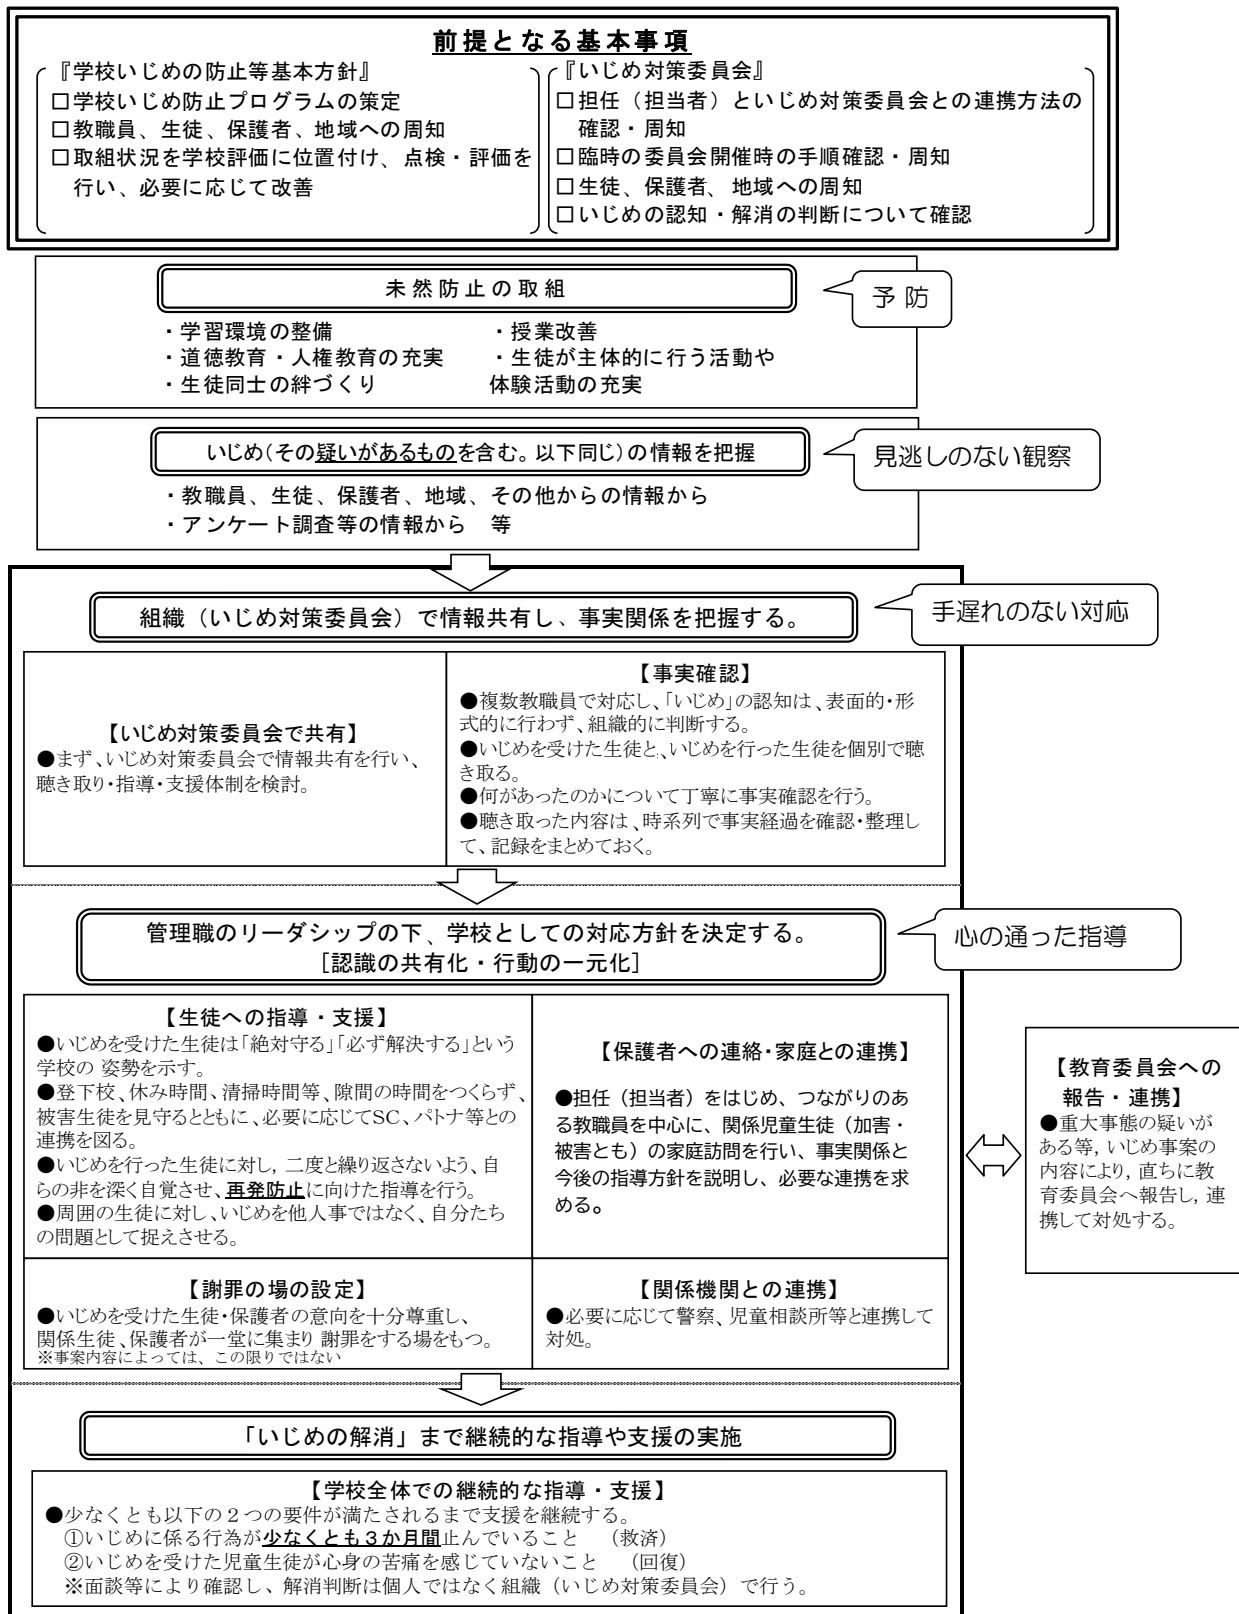 前提となる基本事項
『学校いじめの防止等基本方針』
□学校いじめ防止プログラムの策定
□教職員、生徒、保護者、地域への周知
□取組状況を学校評価に位置付け、点検・評価を
行い、必要に応じて改善
『いじめ対策委員会』
□担任（担当者）といじめ対策委員会との連携方法の
確認・周知
□臨時の委員会開催時の手順確認・周知
□生徒、保護者、地域への周知
□いじめの認知・解消の判断について確認
未然防止の取組
予 防
・学習環境の整備
・道徳教育・人権教育の充実
・生徒同士の絆づくり
・授業改善
・生徒が主体的に行う活動や
体験活動の充実
いじめ（その疑いがあるものを含む。以下同じ）の情報を把握
見逃しのない観察
・教職員、生徒、保護者、地域、その他からの情報から
・アンケート調査等の情報から　等
組織（いじめ対策委員会）で情報共有し、事実関係を把握する。
手遅れのない対応
【いじめ対策委員会で共有】
●まず、いじめ対策委員会で情報共有を行い、
聴き取り・指導・支援体制を検討。
【事実確認】
●複数教職員で対応し、「いじめ」の認知は、表面的・形
式的に行わず、組織的に判断する。
●いじめを受けた生徒と、いじめを行った生徒を個別で聴
き取る。
●何があったのかについて丁寧に事実確認を行う。
●聴き取った内容は、時系列で事実経過を確認・整理し
て、記録をまとめておく。
管理職のリーダシップの下、学校としての対応方針を決定する。
［認識の共有化・行動の一元化］
心の通った指導
【生徒への指導・支援】
●いじめを受けた生徒は「絶対守る」「必ず解決する」という
学校の 姿勢を示す。
●登下校、休み時間、清掃時間等、隙間の時間をつくらず、
被害生徒を見守るとともに、必要に応じてSC、パトナ等との
連携を図る。
●いじめを行った生徒に対し，二度と繰り返さないよう、自
らの非を深く自覚させ、再発防止に向けた指導を行う。
●周囲の生徒に対し、いじめを他人事ではなく、自分たち
の問題として捉えさせる。
【保護者への連絡・家庭との連携】
●担任（担当者）をはじめ、つながりのあ
る教職員を中心に、関係児童生徒（加害・
被害とも）の家庭訪問を行い、事実関係と
今後の指導方針を説明し、必要な連携を求
める。
【教育委員会への
報告・連携】
●重大事態の疑いが
ある等，いじめ事案の
内容により，直ちに教
育委員会へ報告し，連
携して対処する。
【謝罪の場の設定】
●いじめを受けた生徒・保護者の意向を十分尊重し、
関係生徒、保護者が一堂に集まり 謝罪をする場をもつ。
※事案内容によっては、この限りではない
【関係機関との連携】
●必要に応じて警察、児童相談所等と連携して
対処。
「いじめの解消」まで継続的な指導や支援の実施
【学校全体での継続的な指導・支援】
●少なくとも以下の２つの要件が満たされるまで支援を継続する。
①いじめに係る行為が少なくとも３か月間止んでいること　（救済）
②いじめを受けた児童生徒が心身の苦痛を感じていないこと　（回復）
※面談等により確認し、解消判断は個人ではなく組織（いじめ対策委員会）で行う。